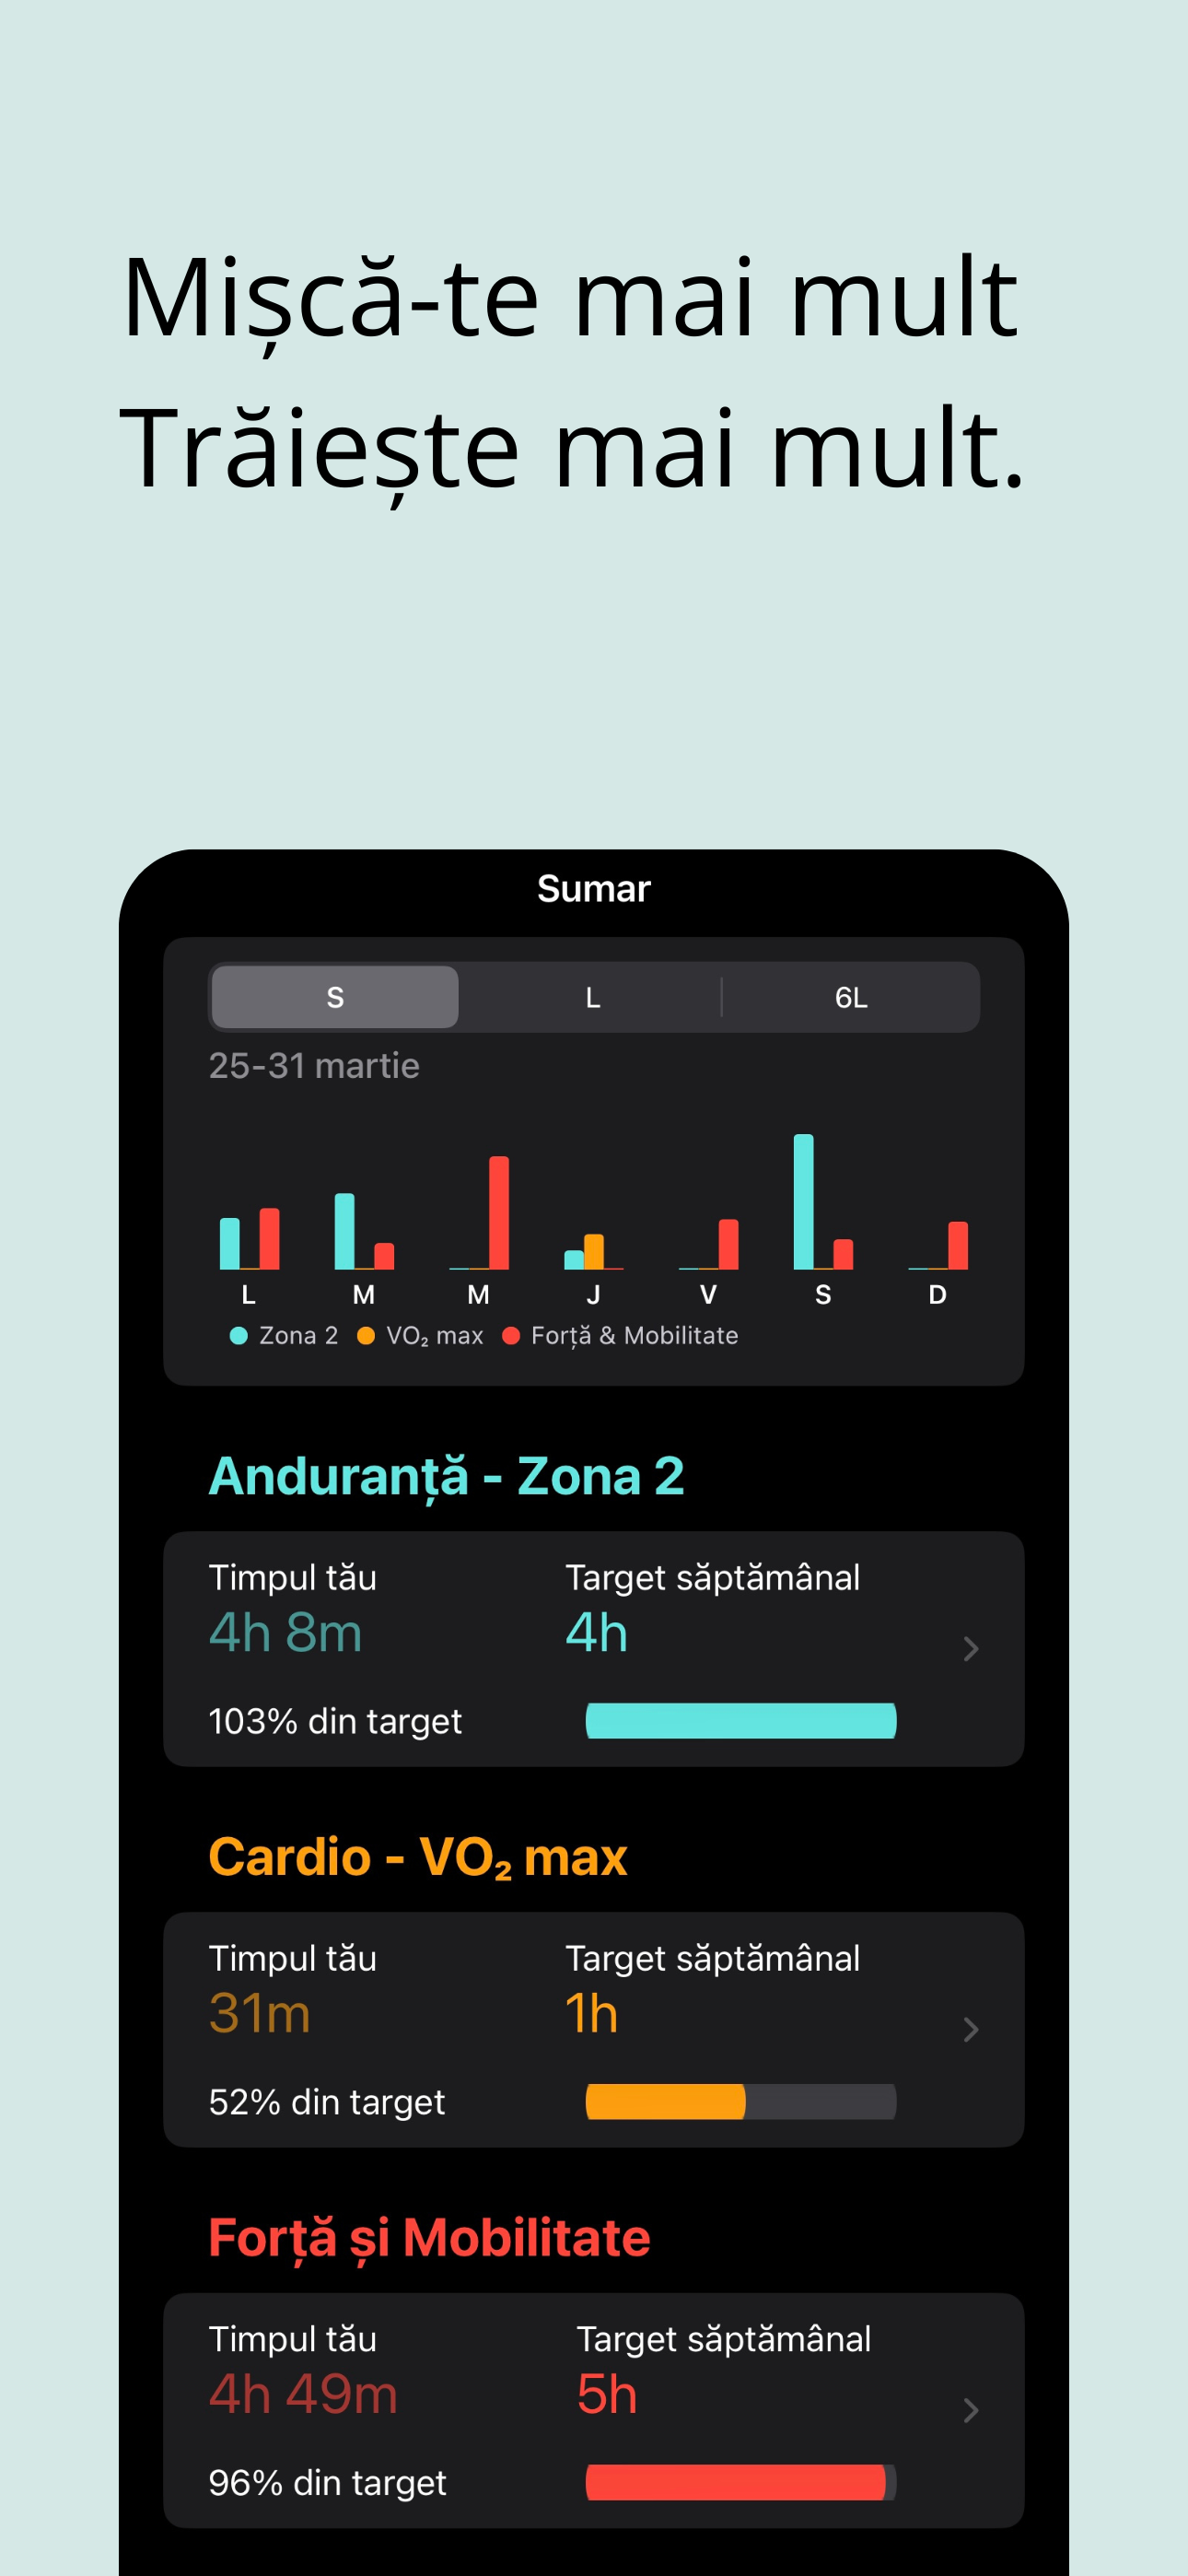 Mișcă-te mai mult
Trăiește mai mult.
Sumar
S L 6L
25-31 martie
L M M J V S D
Zona 2 VO₂ max Forță & Mobilitate
Anduranță - Zona 2
Timpul tău Target săptămânal
4h 8m 4h
103% din target
Cardio - VO₂ max
Timpul tău Target săptămânal
31m 1h
52% din target
Forță și Mobilitate
Timpul tău Target săptămânal
4h 49m 5h
96% din target